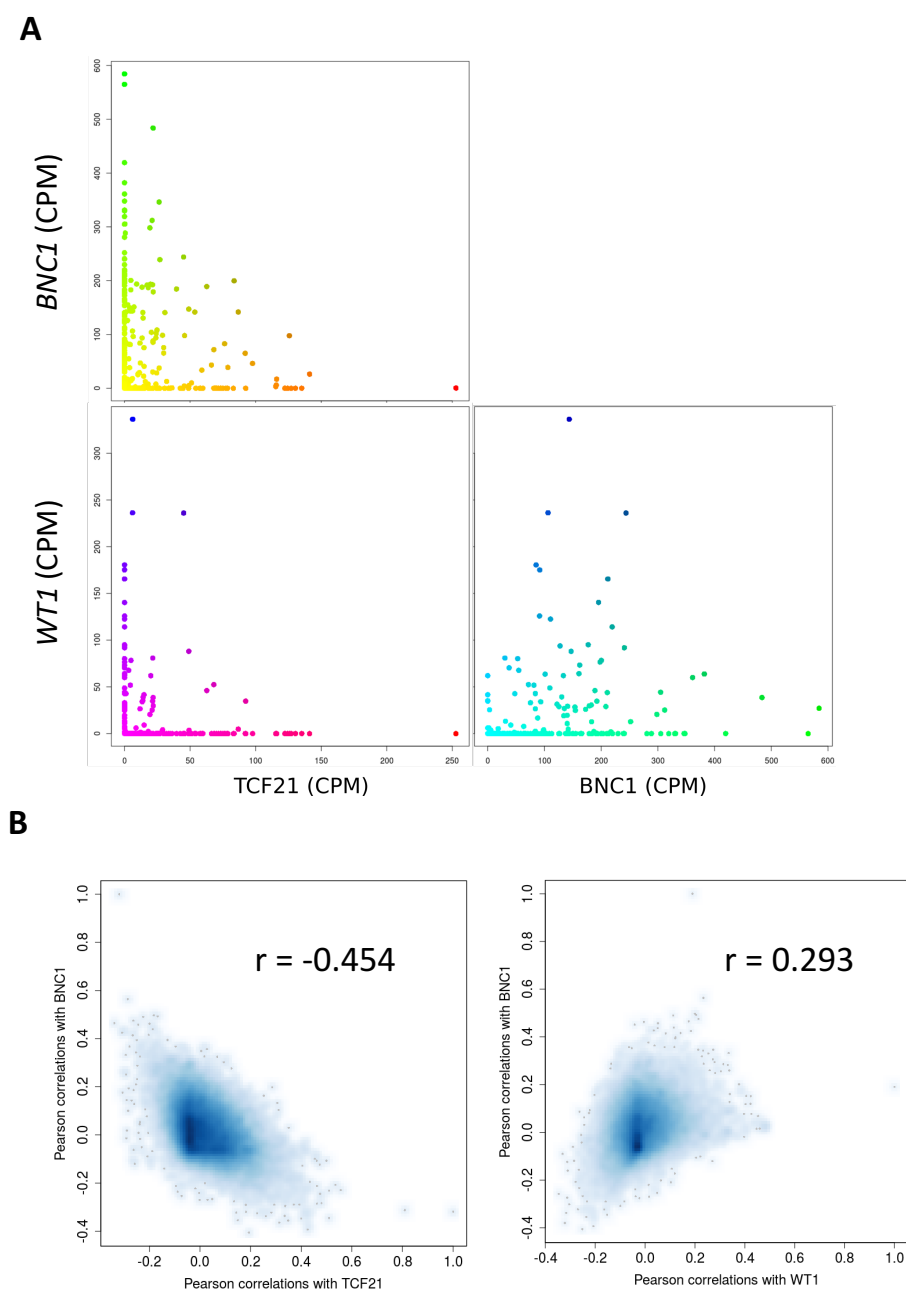 A
BNC1 (CPM)
600
500
400
300
200
100
0
WT1 (CPM)
300
250
200
150
100
50
0
0 50 100 150 200 250
0 100 200 300 400 500 600
TCF21 (CPM)
BNC1 (CPM)
B
Pearson correlations with BNC1
1.0
0.8
0.6
0.4
0.2
0.0
-0.2
-0.4
r = -0.454
-0.2 0.0 0.2 0.4 0.6 0.8 1.0
Pearson correlations with TCF21
Pearson correlations with BNC1
1.0
0.8
0.6
0.4
0.2
0.0
-0.2
-0.4
r = 0.293
-0.4 -0.2 0.0 0.2 0.4 0.6 0.8 1.0
Pearson correlations with WT1